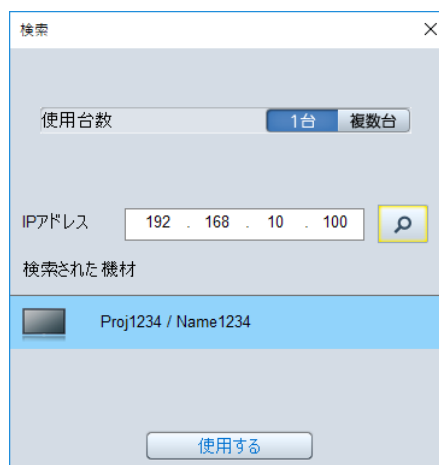 検索
使用台数 1台 複数台
IPアドレス 192 . 168 . 10 . 100
検索された機材
Proj1234 / Name1234
使用する